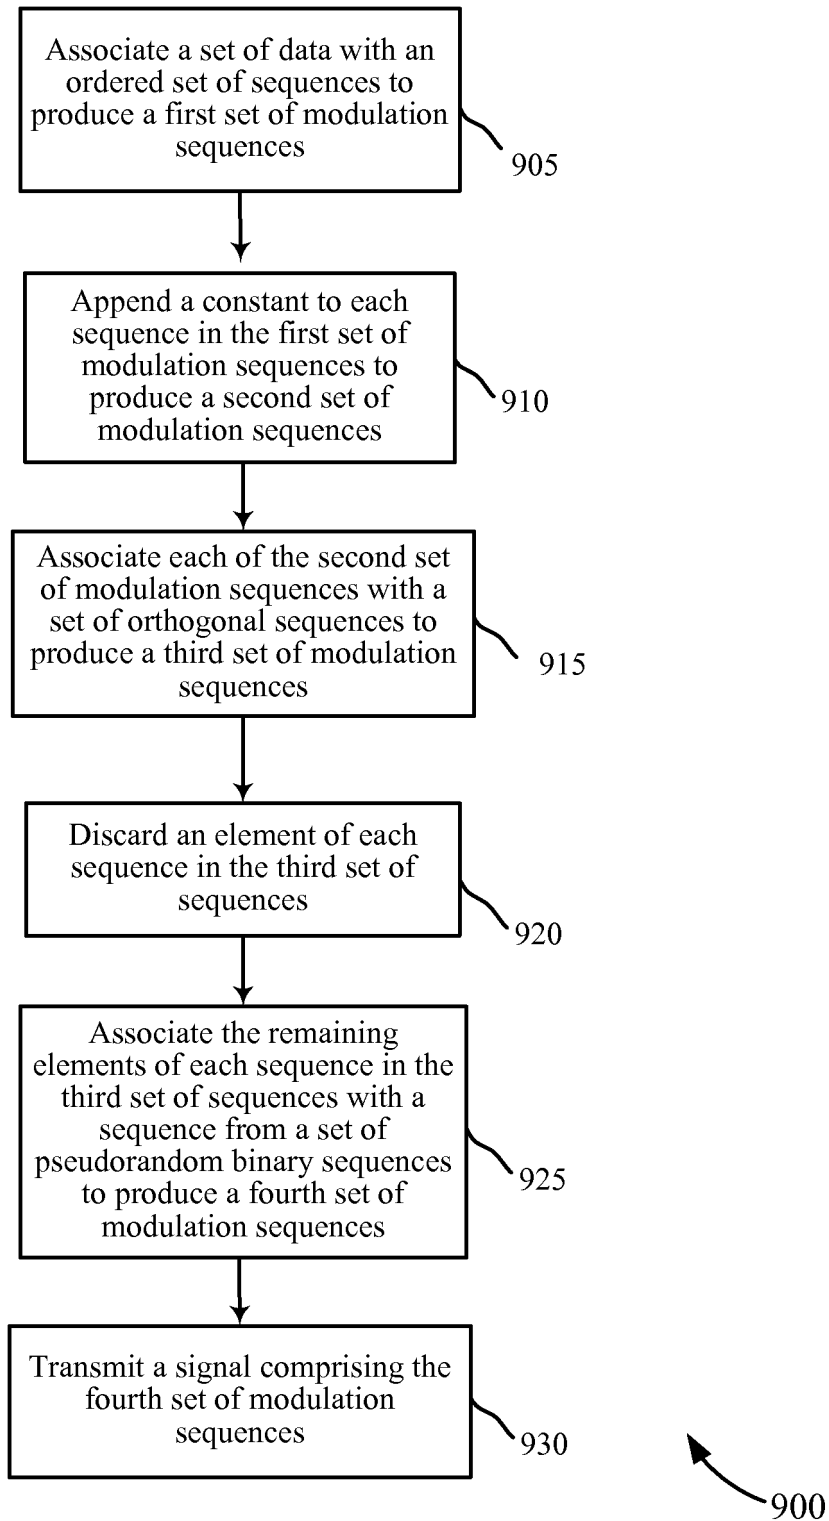 Associate a set of data with an
ordered set of sequences to
produce a first set of modulation
sequences
905
Append a constant to each
sequence in the first set of
modulation sequences to
produce a second set of
modulation sequences
910
Associate each of the second set
of modulation sequences with a
set of orthogonal sequences to
produce a third set of modulation
sequences
915
Discard an element of each
sequence in the third set of
sequences
920
Associate the remaining
elements of each sequence in the
third set of sequences with a
sequence from a set of
pseudorandom binary sequences
to produce a fourth set of
modulation sequences
925
Transmit a signal comprising the
fourth set of modulation
sequences
930
900